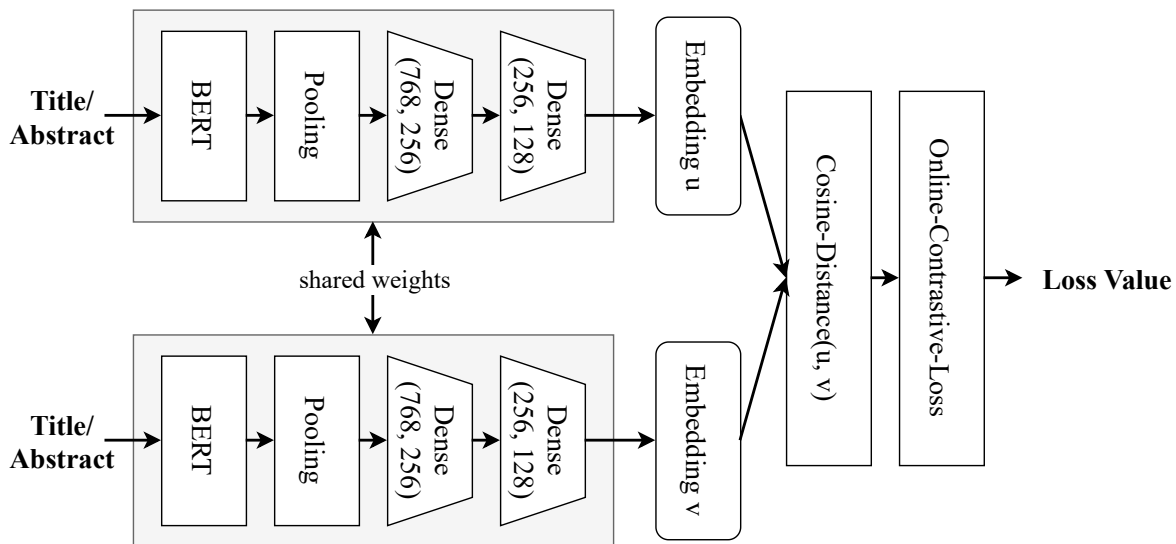 Title/
Abstract
BERT
Pooling
Dense
(768, 256)
Dense
(256, 128)
Embedding u
shared weights
Title/
Abstract
BERT
Pooling
Dense
(768, 256)
Dense
(256, 128)
Embedding v
Cosine-Distance(u, v)
Online-Contrastive-Loss
Loss Value